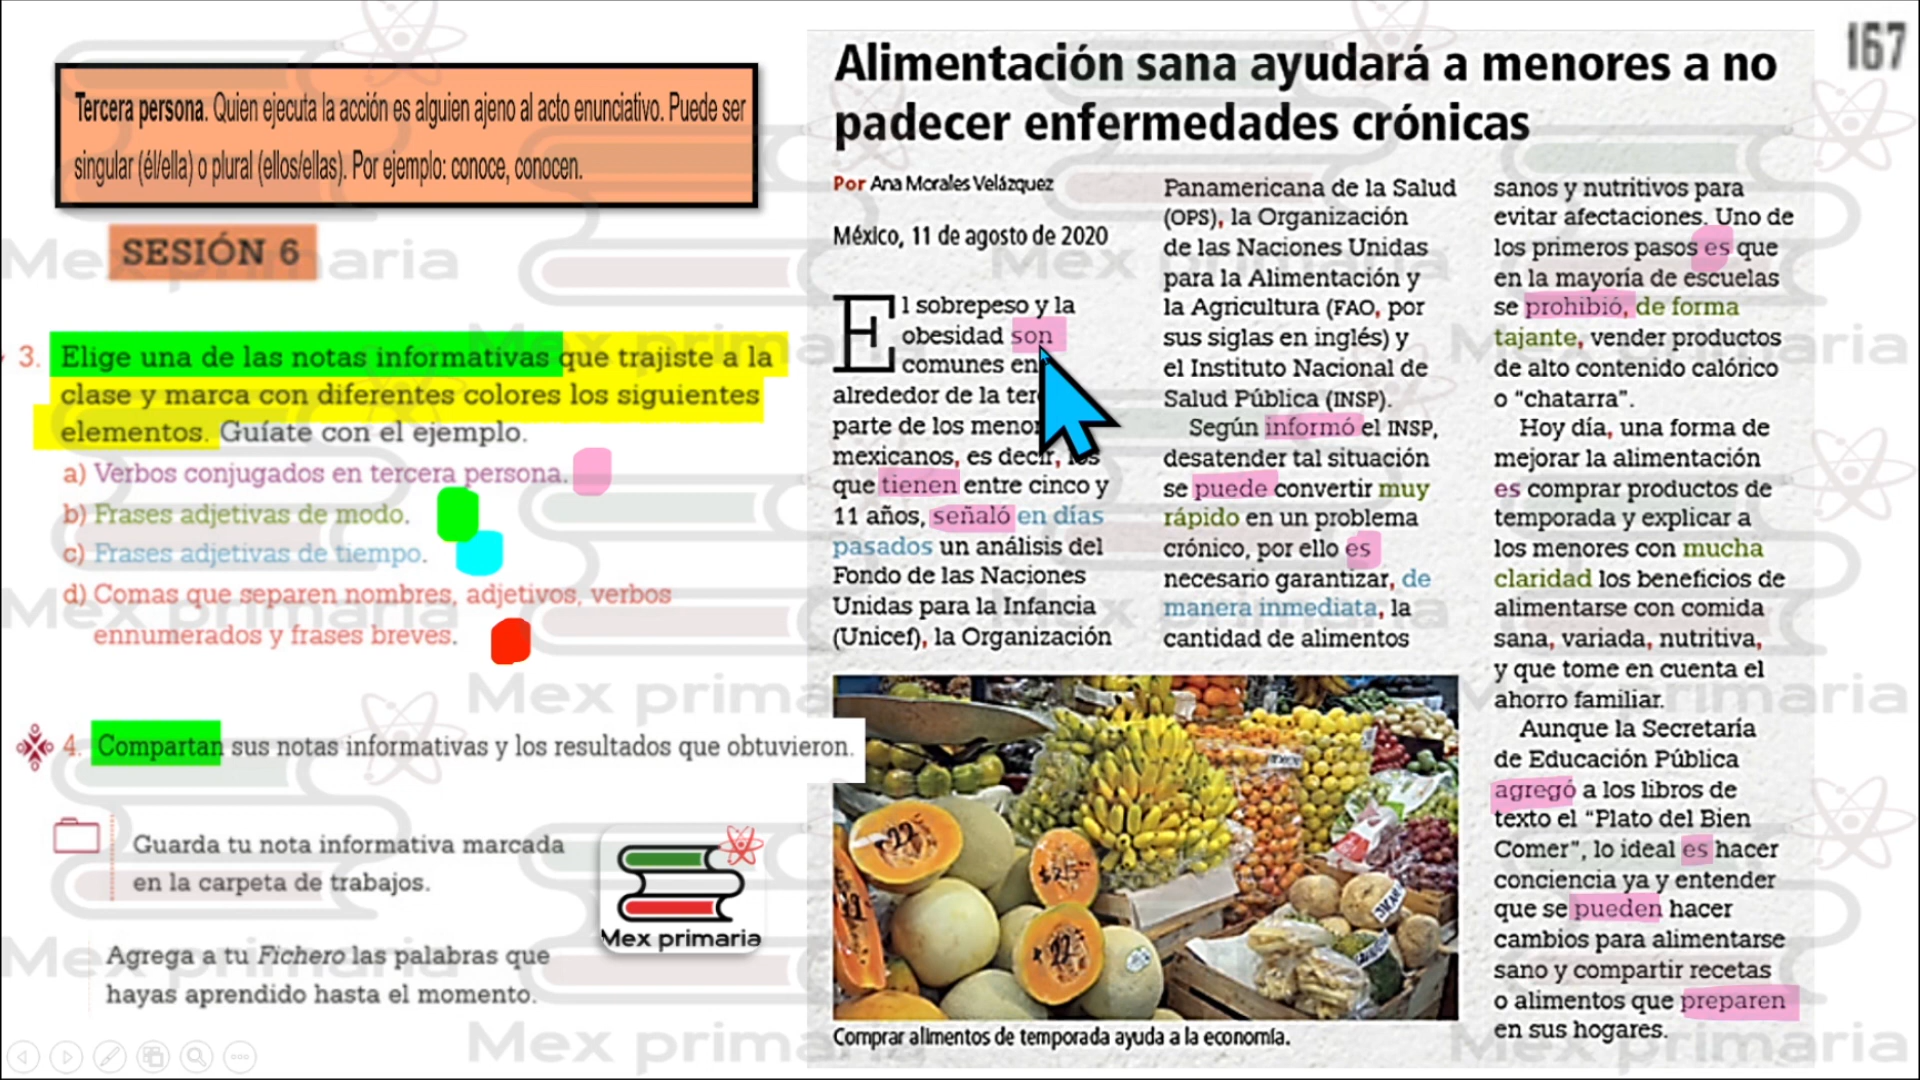 167
Tercera persona. Quien ejecuta la acción es alguien ajeno al acto enunciativo. Puede ser
singular (él/ella) o plural (ellos/ellas). Por ejemplo: conoce, conocen.
SESIÓN 6
3. Elige una de las notas informativas que trajiste a la
clase y marca con diferentes colores los siguientes
elementos. Guíate con el ejemplo.
a) Verbos conjugados en tercera persona.
b) Frases adjetivas de modo.
c) Frases adjetivas de tiempo.
d) Comas que separen nombres, adjetivos, verbos
ennumerados y frases breves.
4. Compartan sus notas informativas y los resultados que obtuvieron.
Guarda tu nota informativa marcada
en la carpeta de trabajos.
Agrega a tu Fichero las palabras que
hayas aprendido hasta el momento.
Mex primaria
Alimentación sana ayudará a menores a no
padecer enfermedades crónicas
Por Ana Morales Velázquez
México, 11 de agosto de 2020
El sobrepeso y la
obesidad son
comunes en
alrededor de la
parte de los
mexicanos, es decir,
que tienen entre cinco y
11 años, señaló en días
pasados un análisis del
Fondo de las Naciones
Unidas para la Infancia
(Unicef), la Organización
Panamericana de la Salud
(OPS), la Organización
de las Naciones Unidas
para la Alimentación y
la Agricultura (FAO, por
sus siglas en inglés) y
el Instituto Nacional de
Salud Pública (INSP).
Según informó el INSP,
desatender tal situación
se puede convertir muy
rápido en un problema
crónico, por ello es
necesario garantizar, de
manera inmediata, la
cantidad de alimentos
sanos y nutritivos para
evitar afectaciones. Uno de
los primeros pasos es que
en la mayoría de escuelas
se prohibió, de forma
tajante, vender productos
de alto contenido calórico
o “chatarra”.
Hoy día, una forma de
mejorar la alimentación
es comprar productos de
temporada y explicar a
los menores con mucha
claridad los beneficios de
alimentarse con comida
sana, variada, nutritiva,
y que tome en cuenta el
ahorro familiar.
Aunque la Secretaría
de Educación Pública
agregó a los libros de
texto el “Plato del Bien
Comer”, lo ideal es hacer
conciencia ya y entender
que se pueden hacer
cambios para alimentarse
sano y compartir recetas
o alimentos que preparen
en sus hogares.
Comprar alimentos de temporada ayuda a la economía.